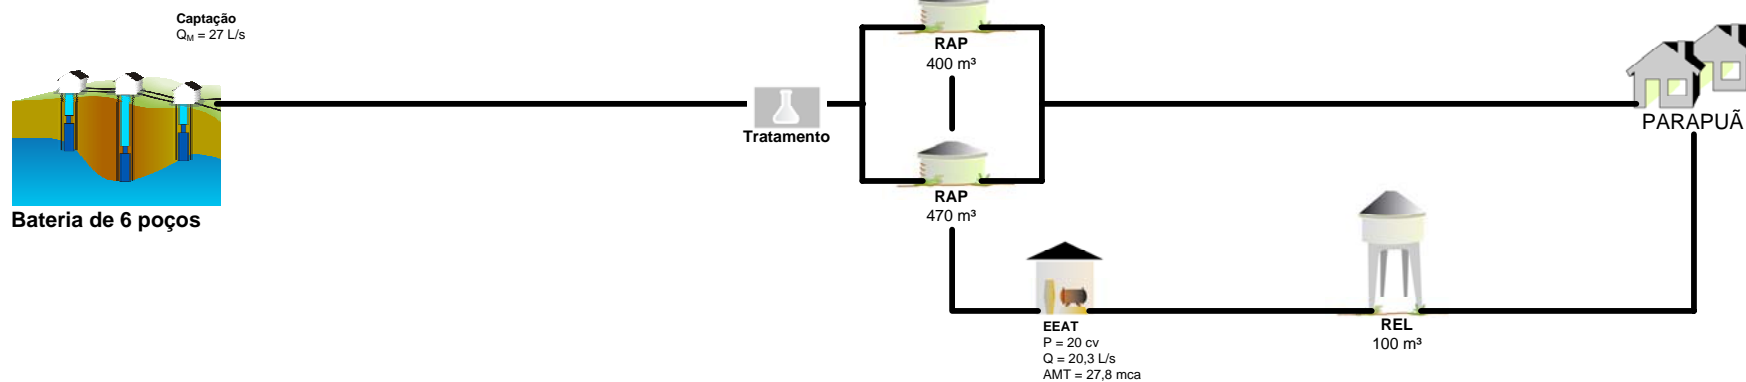 Captação
QM = 27 L/s
Bateria de 6 poços
Tratamento
RAP
400 m³
RAP
470 m³
EEAT
P = 20 cv
Q = 20,3 L/s
AMT = 27,8 mca
REL
100 m³
PARAPUÃ